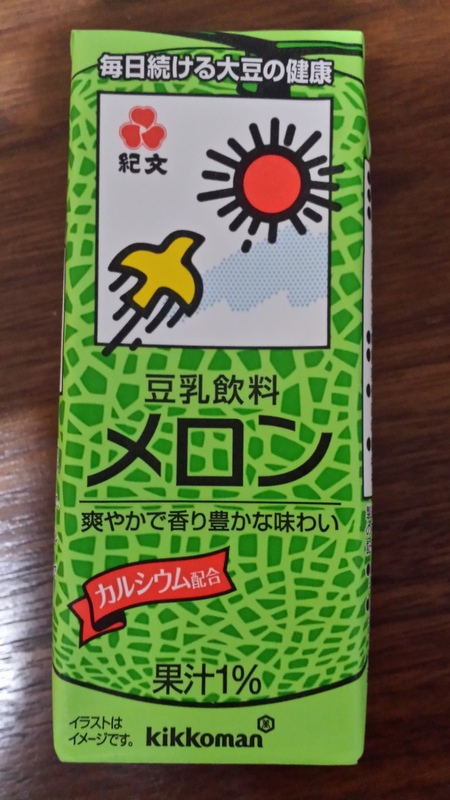 毎日続ける大豆の健康
紀文
豆乳飲料
メロン
爽やかで香り豊かな味わい
カルシウム配合
果汁1%
イラストは
イメージです。
kikkoman